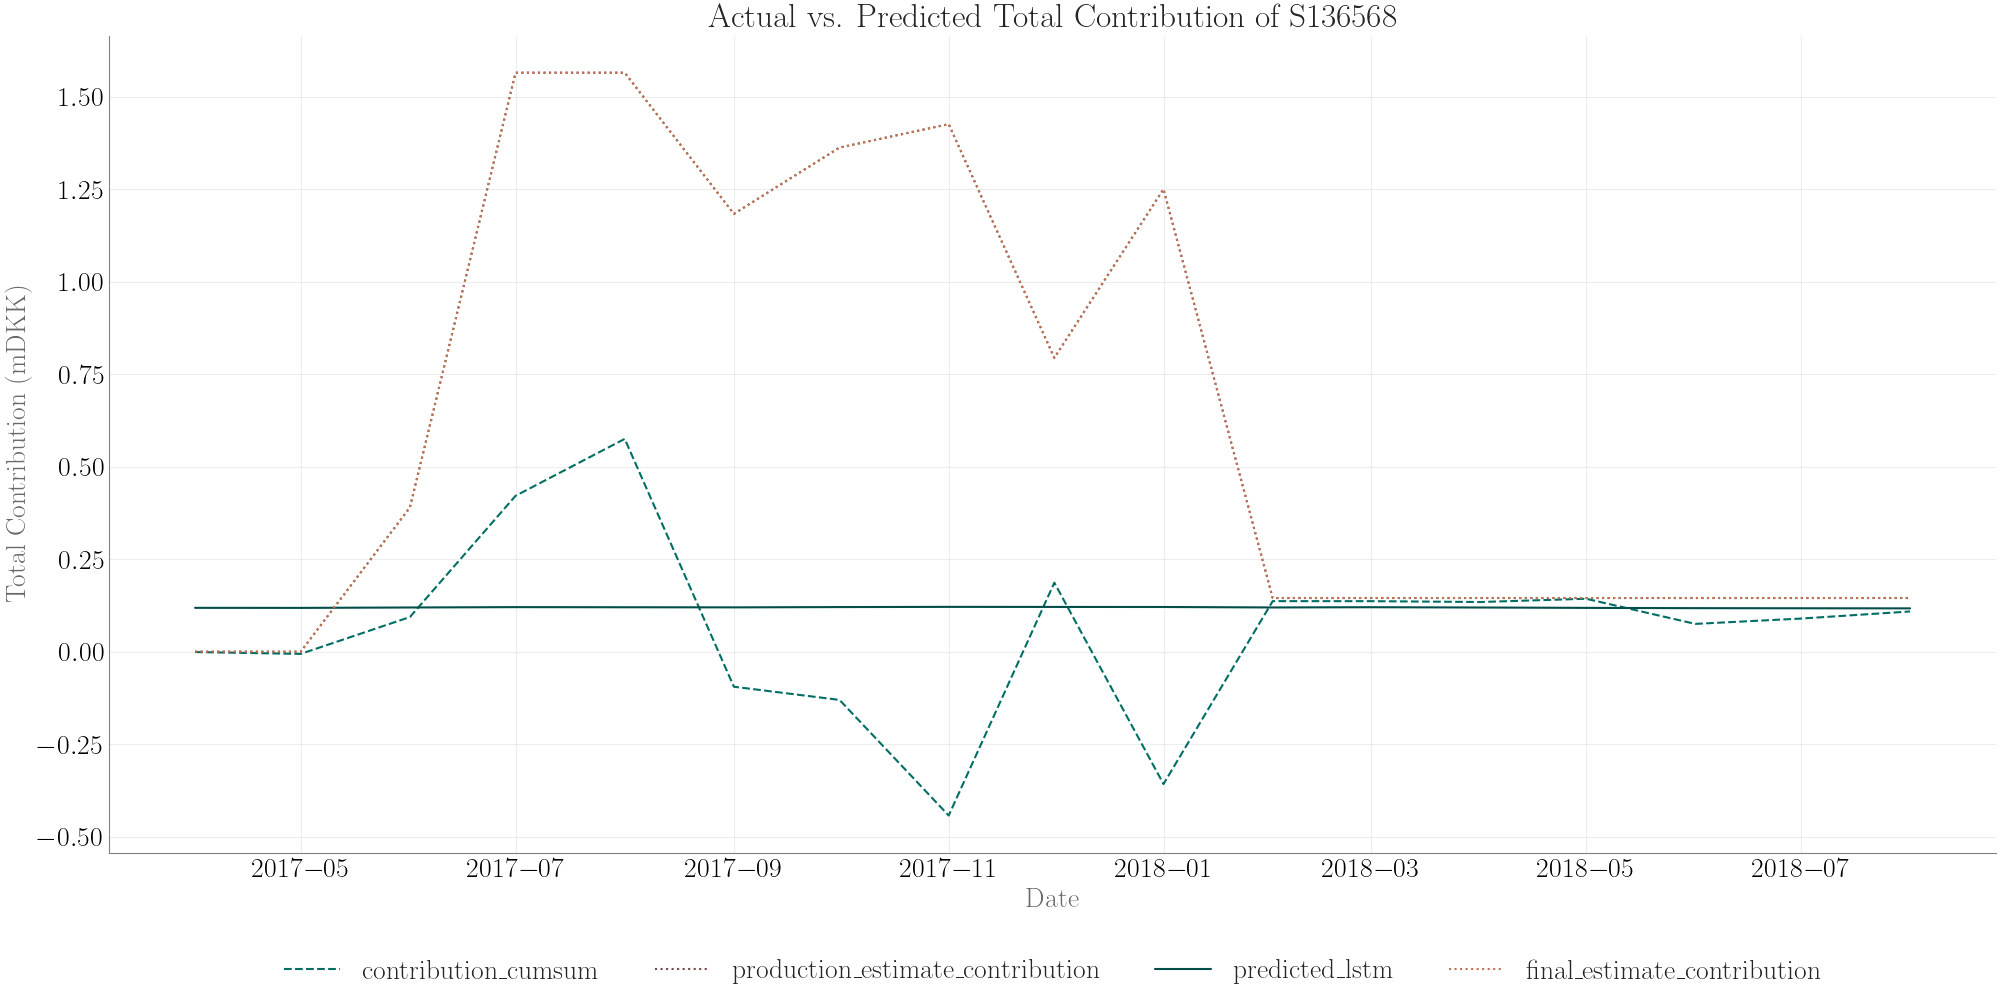 Actual vs. Predicted Total Contribution of S136568
Total Contribution (mDKK)
1.50
1.25
1.00
0.75
0.50
0.25
0.00
−0.25
−0.50
2017−05 2017−07 2017−09 2017−11 2018−01 2018−03 2018−05 2018−07
Date
contribution_cumsum production_estimate_contribution predicted_lstm final_estimate_contribution